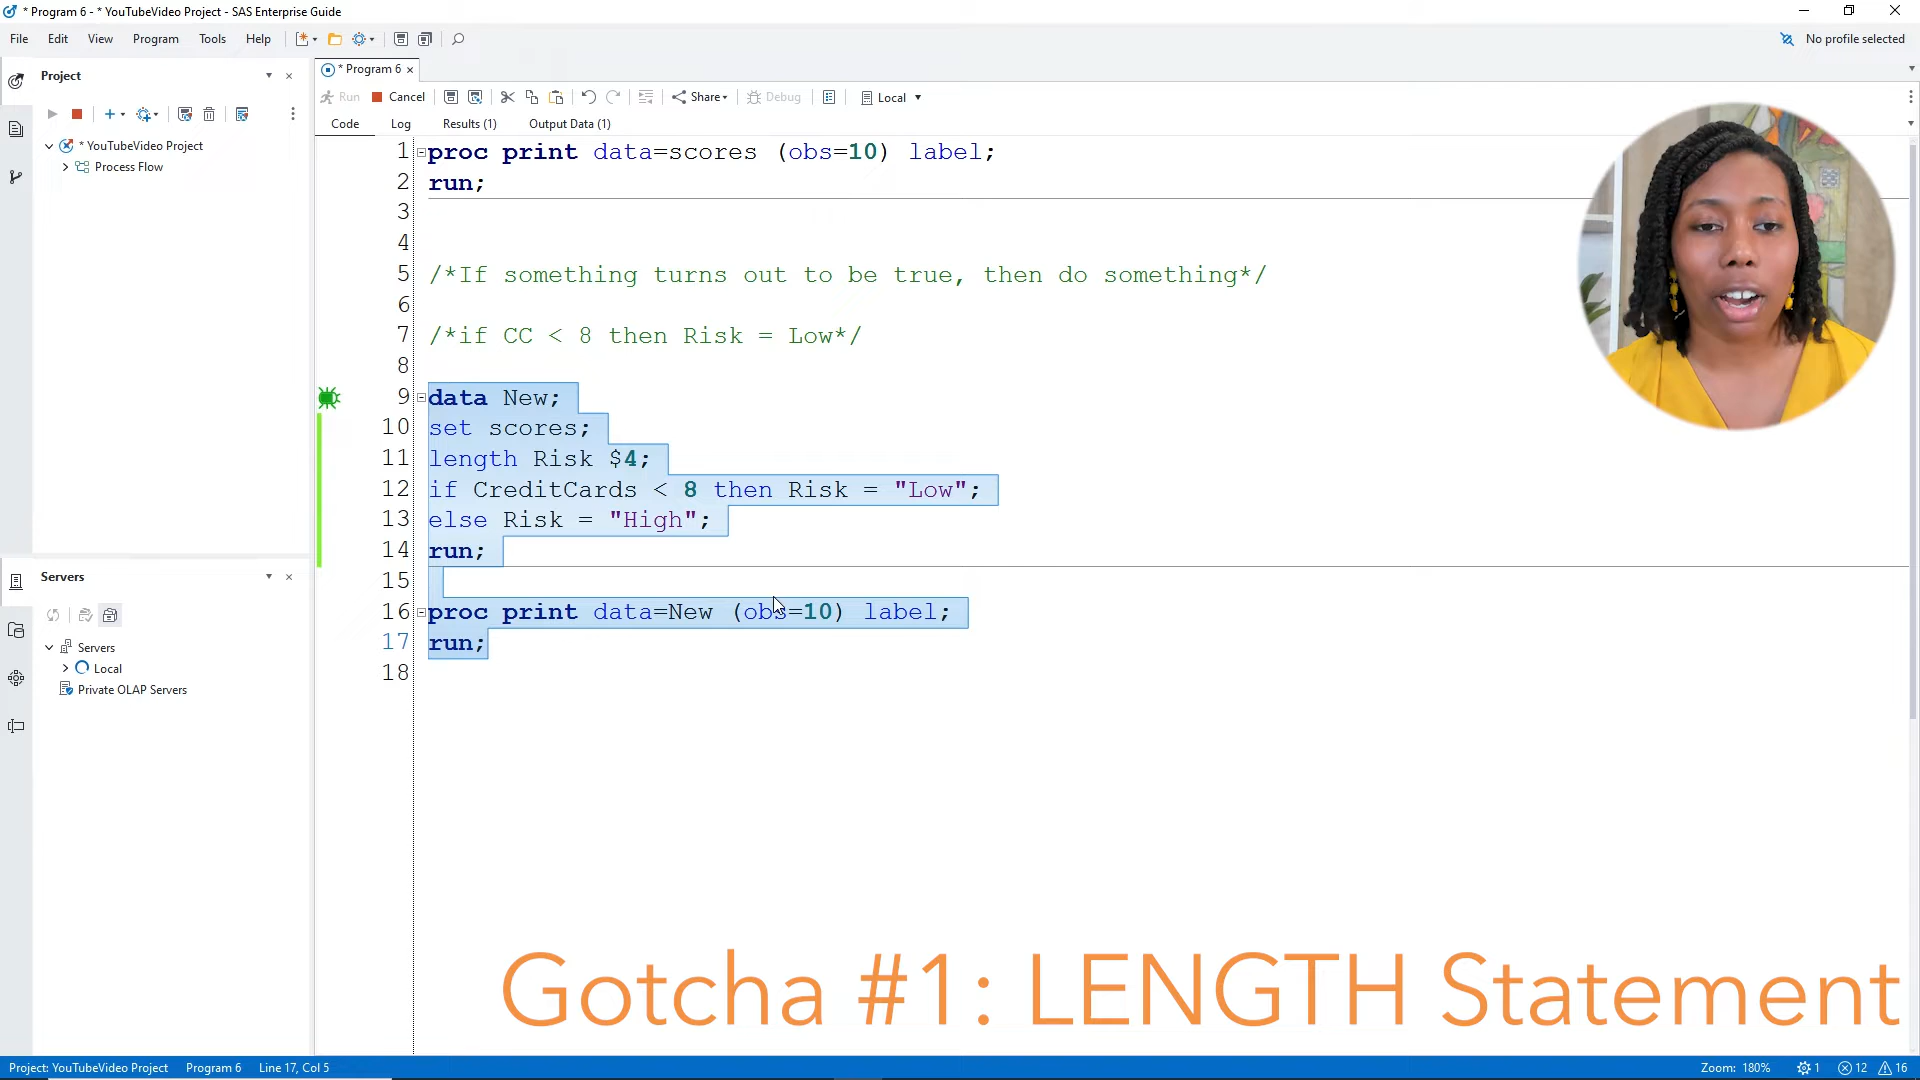 * Program 6 - * YouTubeVideo Project - SAS Enterprise Guide
File Edit View Program Tools Help
No profile selected
Project
* YouTubeVideo Project
Process Flow
Servers
Servers
Local
Private OLAP Servers
* Program 6
Run Cancel Share Debug Local
Code Log Results (1) Output Data (1)
1 proc print data=scores (obs=10) label;
2 run;
3
4
5 /*If something turns out to be true, then do something*/
6
7 /*if CC < 8 then Risk = Low*/
8
9 data New;
10 set scores;
11 length Risk $4;
12 if CreditCards < 8 then Risk = "Low";
13 else Risk = "High";
14 run;
15
16 proc print data=New (obs=10) label;
17 run;
18
Gotcha #1: LENGTH Statement
Project: YouTubeVideo Project Program 6 Line 17, Col 5 Zoom: 180% 1 12 16